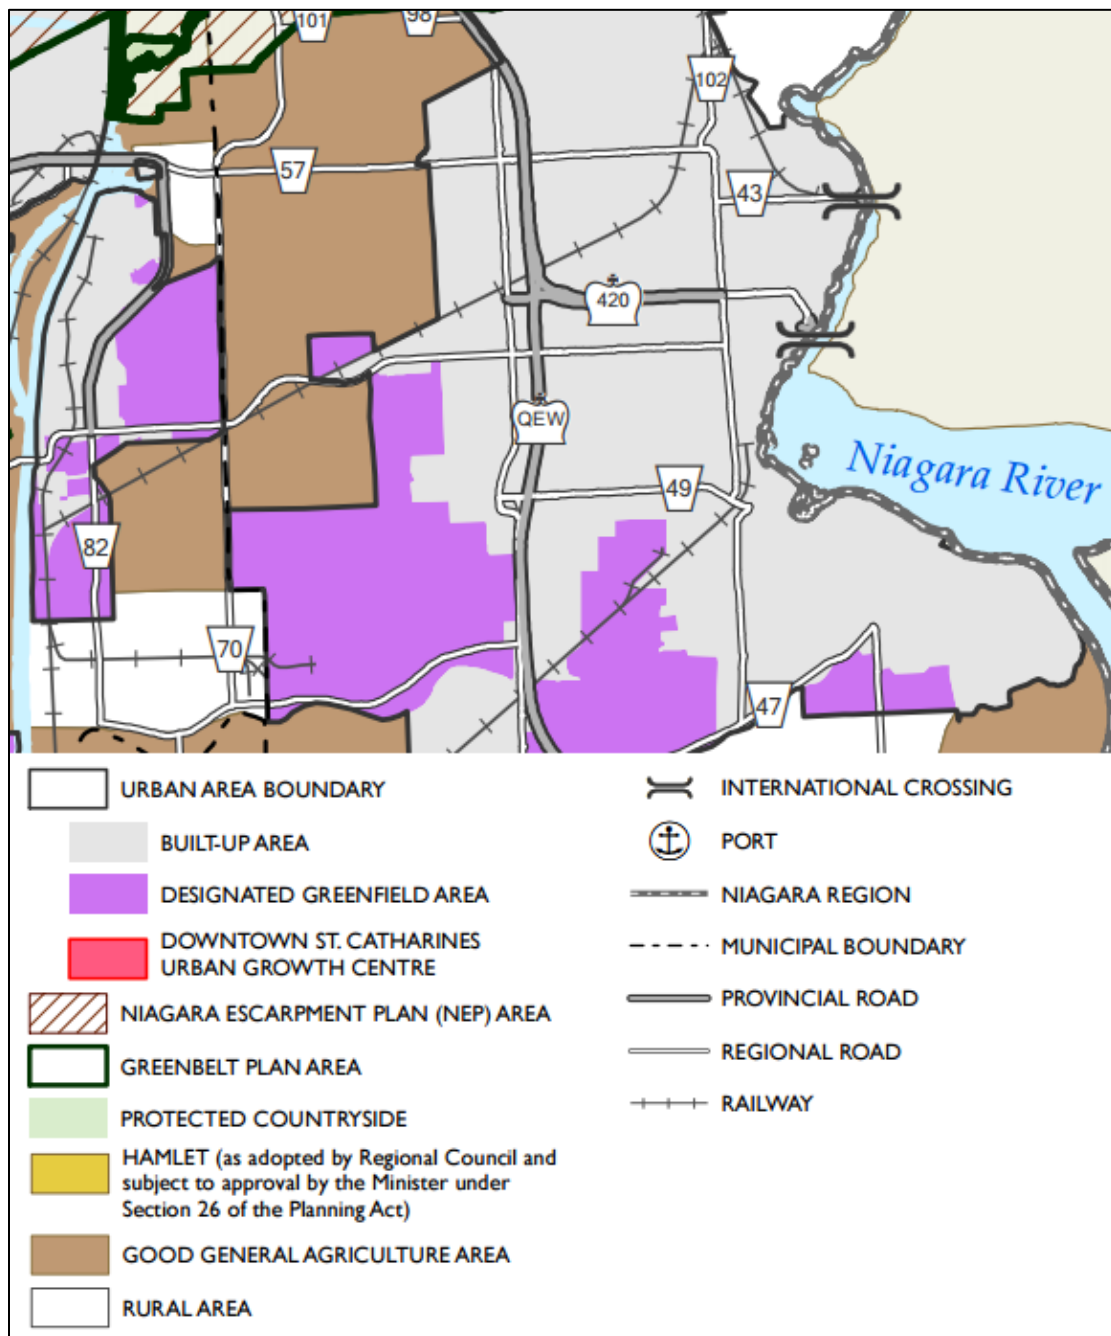 101
98
102
57
43
420
QEW
Niagara River
49
82
70
47
URBAN AREA BOUNDARY
BUILT-UP AREA
DESIGNATED GREENFIELD AREA
DOWNTOWN ST. CATHARINES
URBAN GROWTH CENTRE
NIAGARA ESCARPMENT PLAN (NEP) AREA
GREENBELT PLAN AREA
PROTECTED COUNTRYSIDE
HAMLET (as adopted by Regional Council and
subject to approval by the Minister under
Section 26 of the Planning Act)
GOOD GENERAL AGRICULTURE AREA
RURAL AREA
INTERNATIONAL CROSSING
PORT
NIAGARA REGION
MUNICIPAL BOUNDARY
PROVINCIAL ROAD
REGIONAL ROAD
RAILWAY